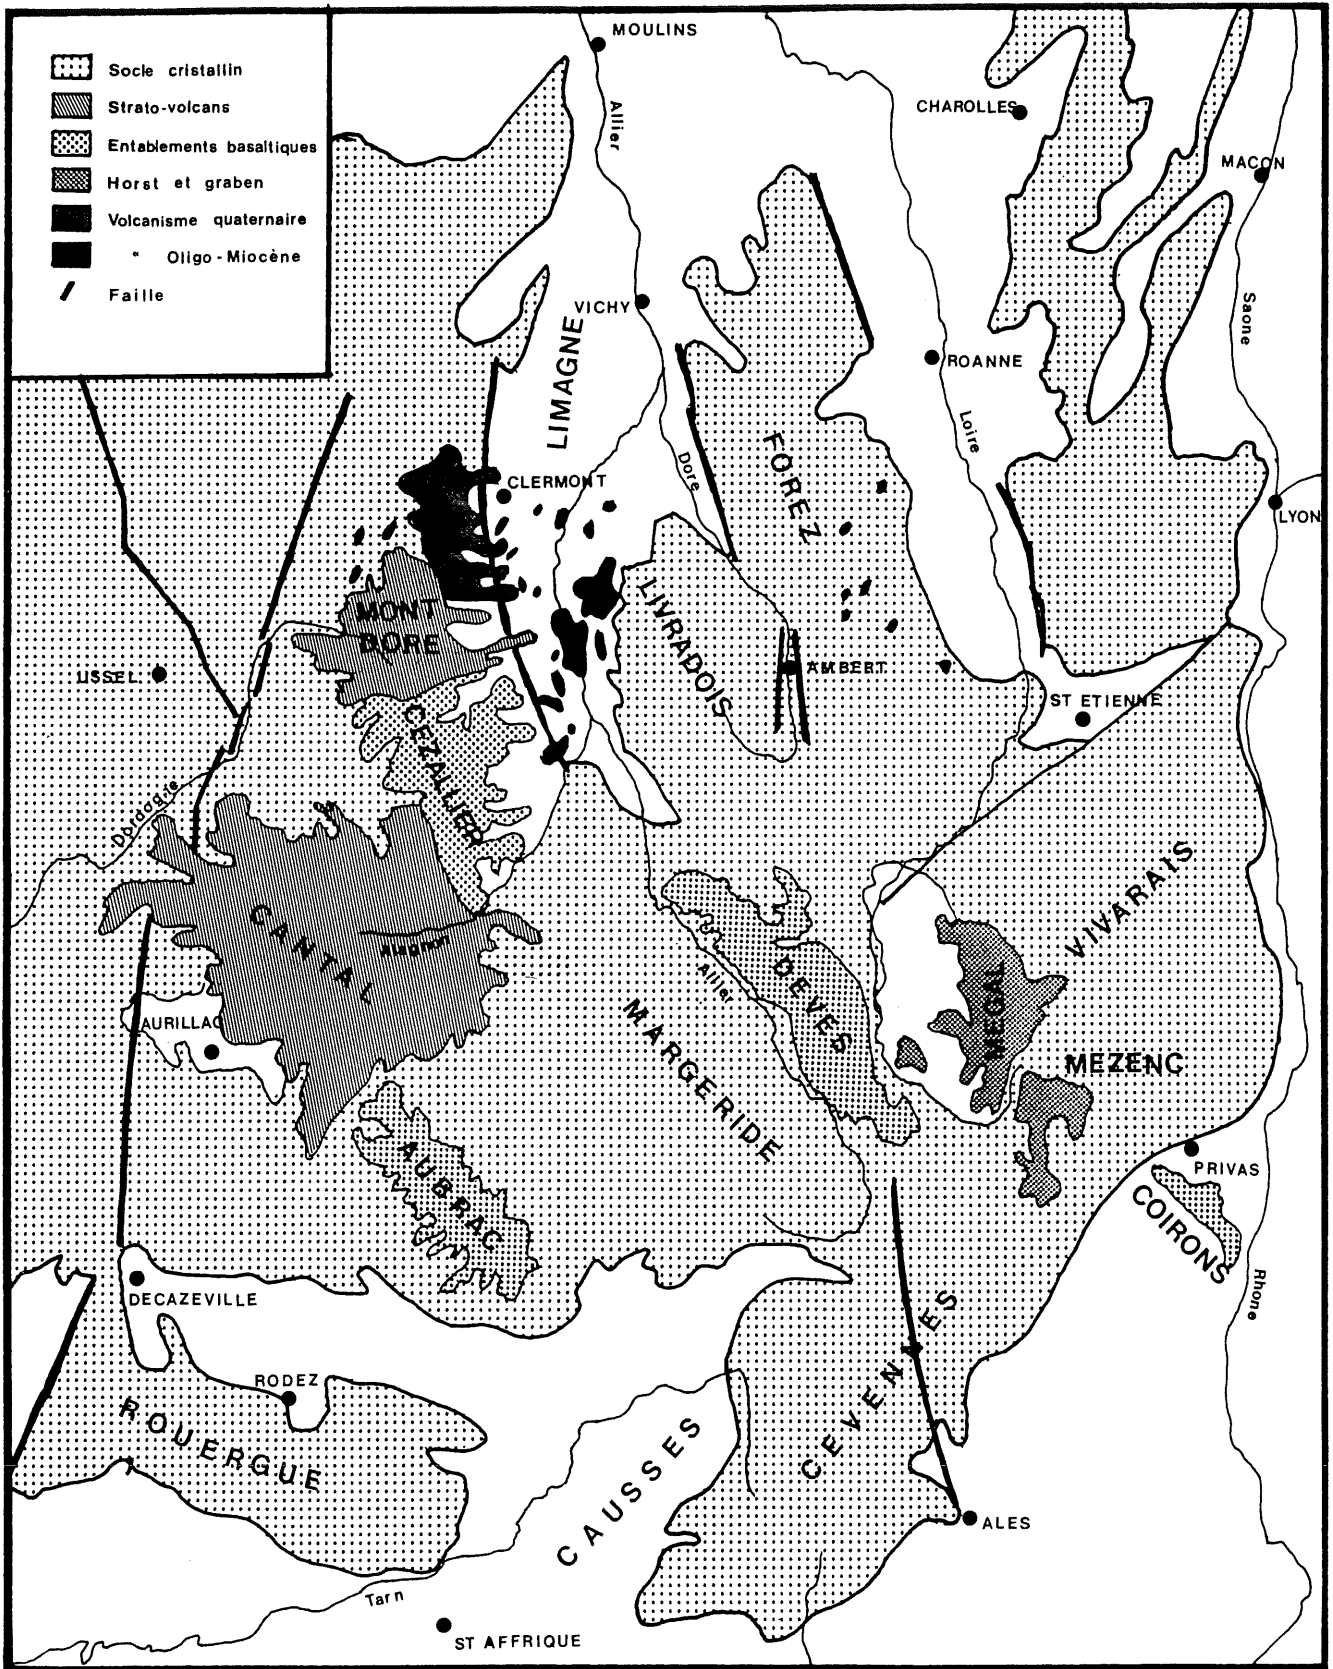 Socle cristallin
Strato-volcans
Entablements basaltiques
Horst et graben
Volcanisme quaternaire
" Oligo-Miocène
Faille
MOULINS
Allier
CHAROLLES
MACON
VICHY
LIMAGNE
Saone
ROANNE
Loire
FOREZ
Dore
CLERMONT
LYON
MONT
DORE
LIVRADOIS
AMBERT
USSEL
ST ETIENNE
CEZALLIER
Dordogne
VIVARAIS
CANTAL
Alagnon
DEVES
Allier
MEGAL
AURILLAC
MARGERIDE
MEZENC
AUBRAC
PRIVAS
COIRONS
DECAZEVILLE
Rhone
CEVENNES
RODEZ
ROUERGUE
CAUSSES
ALES
Tarn
ST AFFRIQUE